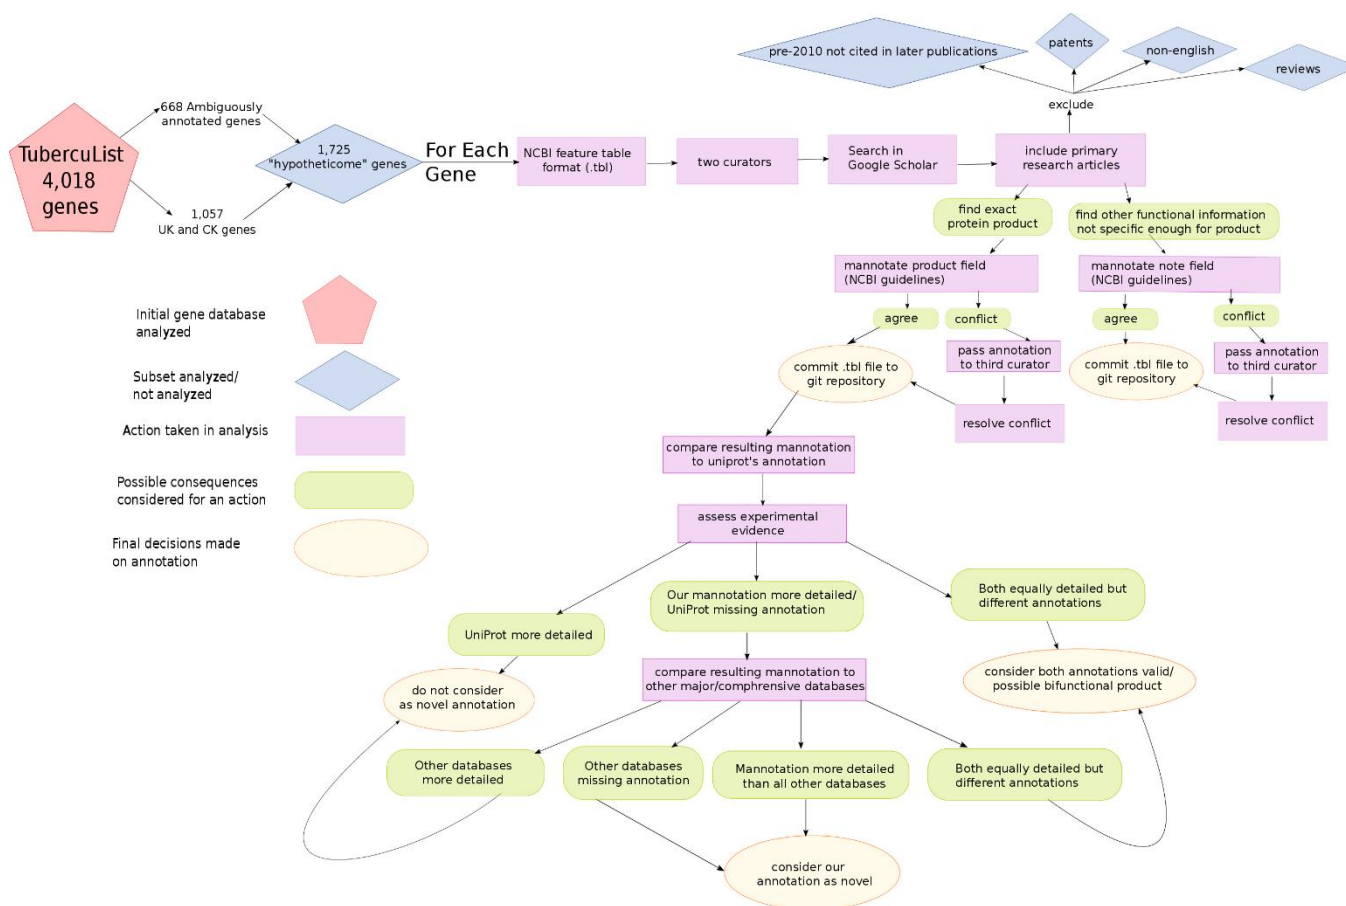 pre-2010 not cited in later publications
patents
non-english
reviews
exclude
668 Ambiguously
annotated genes
TubercuList
4,018
genes
1,725
"hypotheticome" genes
1,057
UK and CK genes
For Each
Gene
NCBI feature table
format (.tbl)
two curators
Search in
Google Scholar
include primary
research articles
find exact
protein product
find other functional information
not specific enough for product
mannotate product field
(NCBI guidelines)
mannotate note field
(NCBI guidelines)
agree
conflict
agree
conflict
commit .tbl file to
git repository
pass annotation
to third curator
commit .tbl file to
git repository
pass annotation
to third curator
resolve conflict
resolve conflict
Initial gene database
analyzed
Subset analyzed/
not analyzed
Action taken in analysis
Possible consequences
considered for an action
Final decisions made
on annotation
compare resulting mannotation
to uniprot's annotation
assess experimental
evidence
UniProt more detailed
Our mannotation more detailed/
UniProt missing annotation
Both equally detailed but
different annotations
do not consider
as novel annotation
compare resulting mannotation to
other major/comphrensive databases
consider both annotations valid/
possible bifunctional product
Other databases
more detailed
Other databases
missing annotation
Mannotation more detailed
than all other databases
Both equally detailed but
different annotations
consider our
annotation as novel